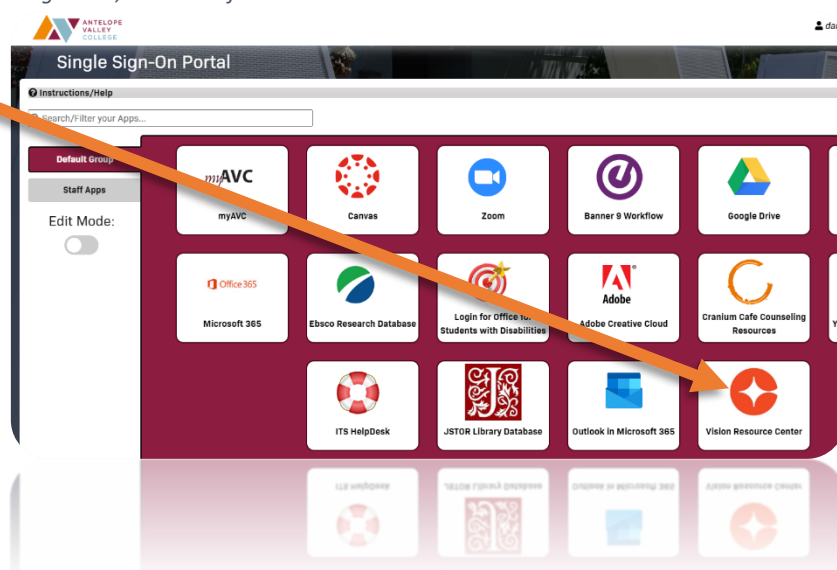 ANTELOPE
VALLEY
COLLEGE
Single Sign-On Portal
Instructions/Help
Search/Filter your Apps...
Default Group
Staff Apps
Edit Mode:
myAVC
myAVC
Canvas
Zoom
Banner 9 Workflow
Google Drive
Office 365
Microsoft 365
Ebsco Research Database
Login for Office for
Students with Disabilities
Adobe
Adobe Creative Cloud
Cranium Cafe Counseling
Resources
ITS HelpDesk
JSTOR Library Database
Outlook in Microsoft 365
Vision Resource Center